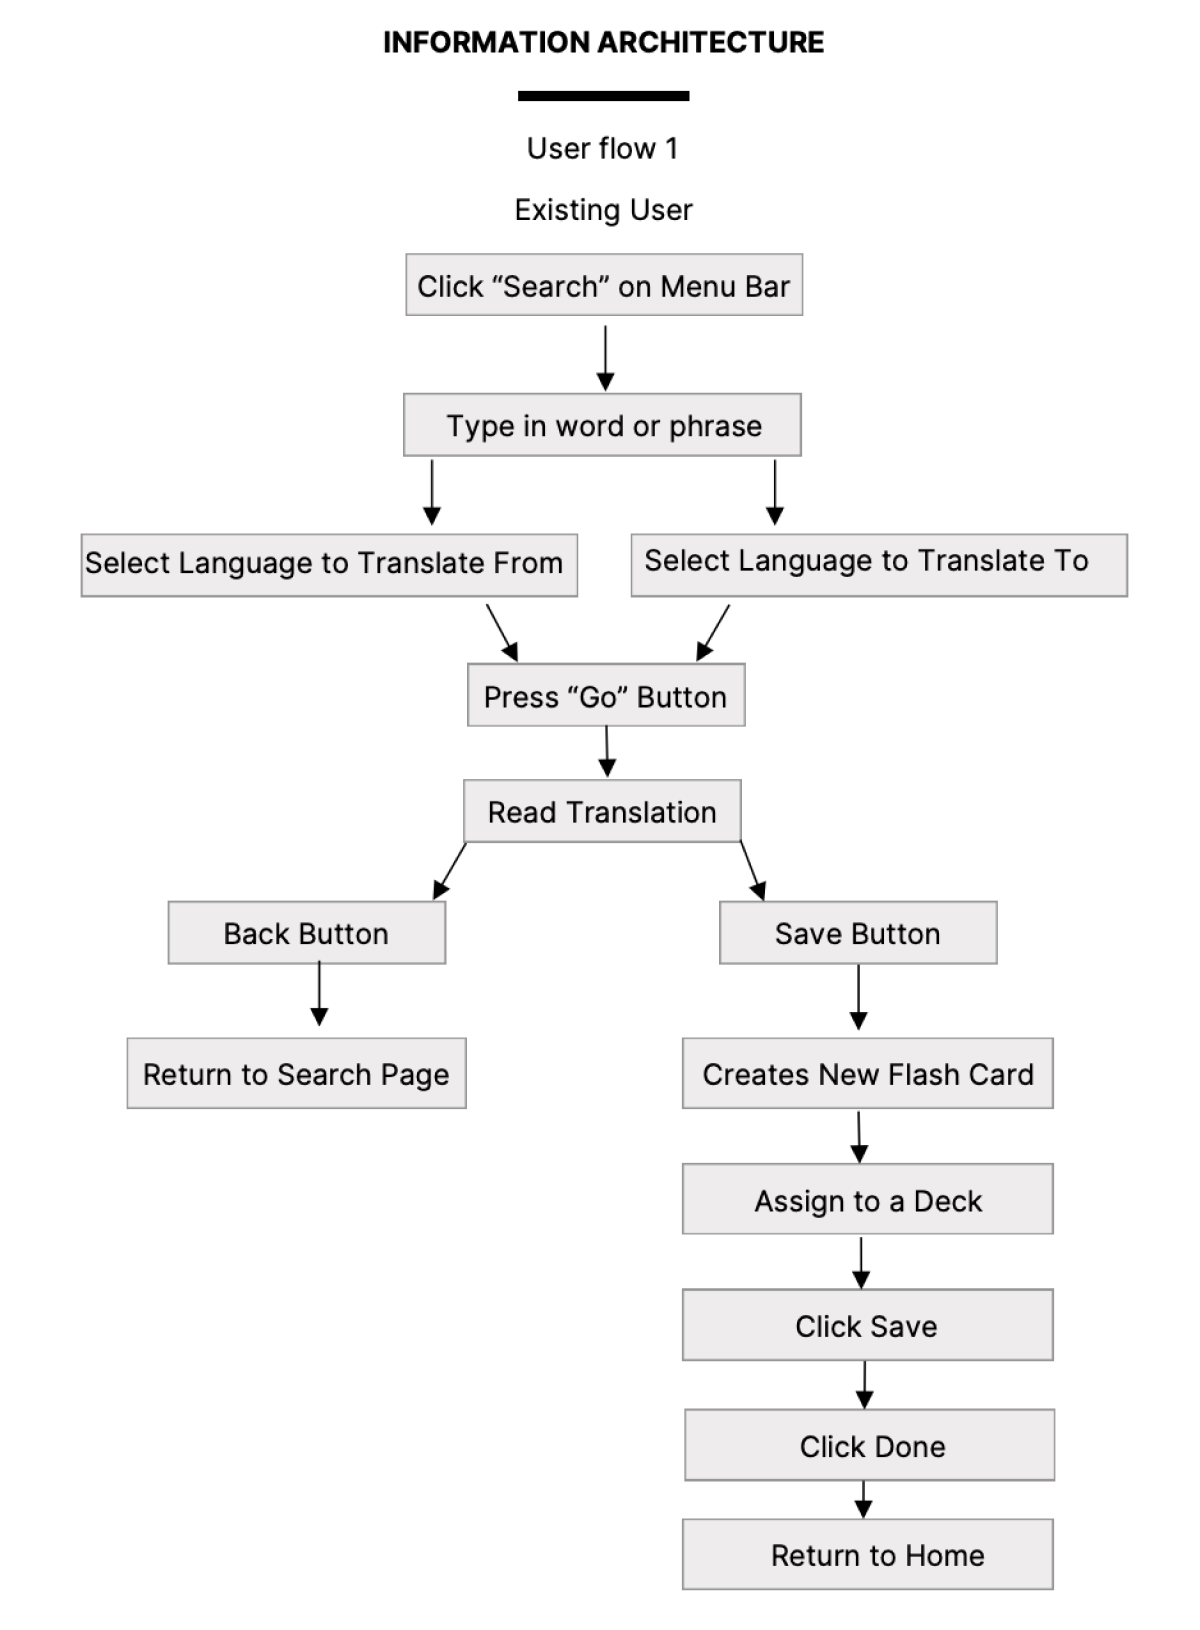 INFORMATION ARCHITECTURE
User flow 1
Existing User
Click “Search” on Menu Bar
Type in word or phrase
Select Language to Translate From
Select Language to Translate To
Press “Go” Button
Read Translation
Back Button
Save Button
Return to Search Page
Creates New Flash Card
Assign to a Deck
Click Save
Click Done
Return to Home